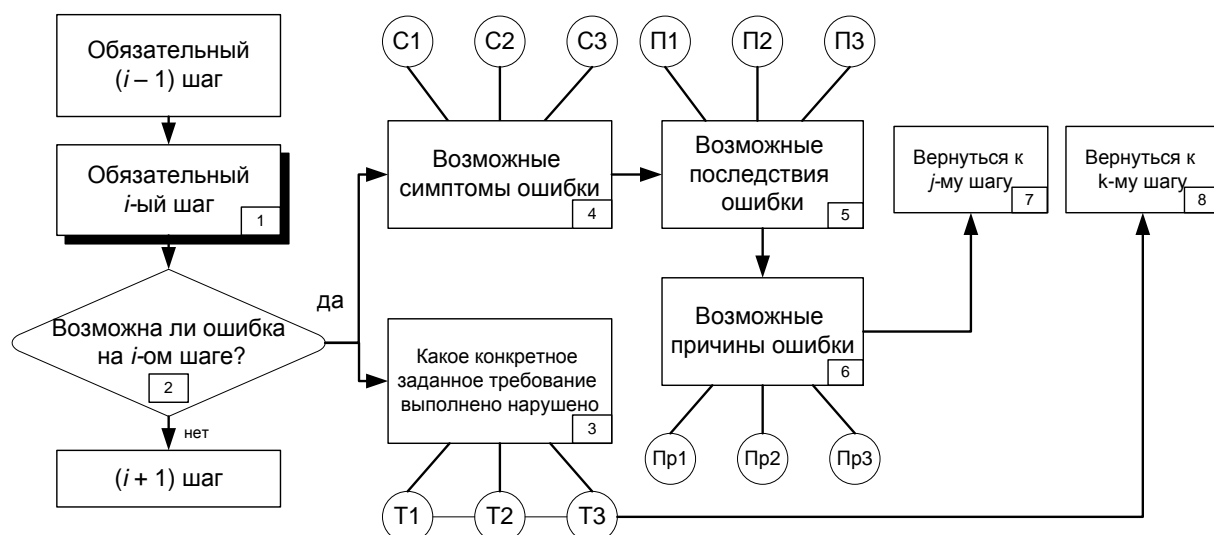 Обязательный
(i – 1) шаг
Обязательный
i-ый шаг
1
Возможна ли ошибка
на i-ом шаге?
2
да
нет
(i + 1) шаг
С1
С2
С3
Возможные
симптомы ошибки
4
П1
П2
П3
Возможные
последствия
ошибки
5
Вернуться к
j-му шагу
7
Вернуться к
k-му шагу
8
Какое конкретное
заданное требование
выполнено нарушено
3
Т1
Т2
Т3
Возможные
причины ошибки
6
Пр1
Пр2
Пр3